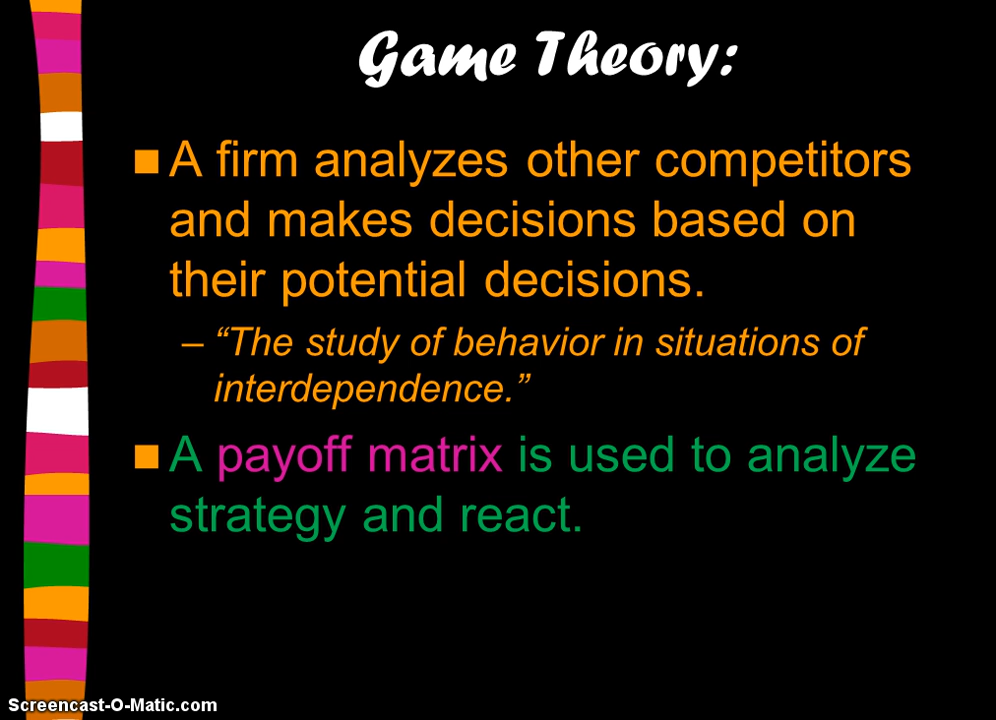 Game Theory:
A firm analyzes other competitors
and makes decisions based on
their potential decisions.
– “The study of behavior in situations of
interdependence.”
A payoff matrix is used to analyze
strategy and react.
Screencast-O-Matic.com